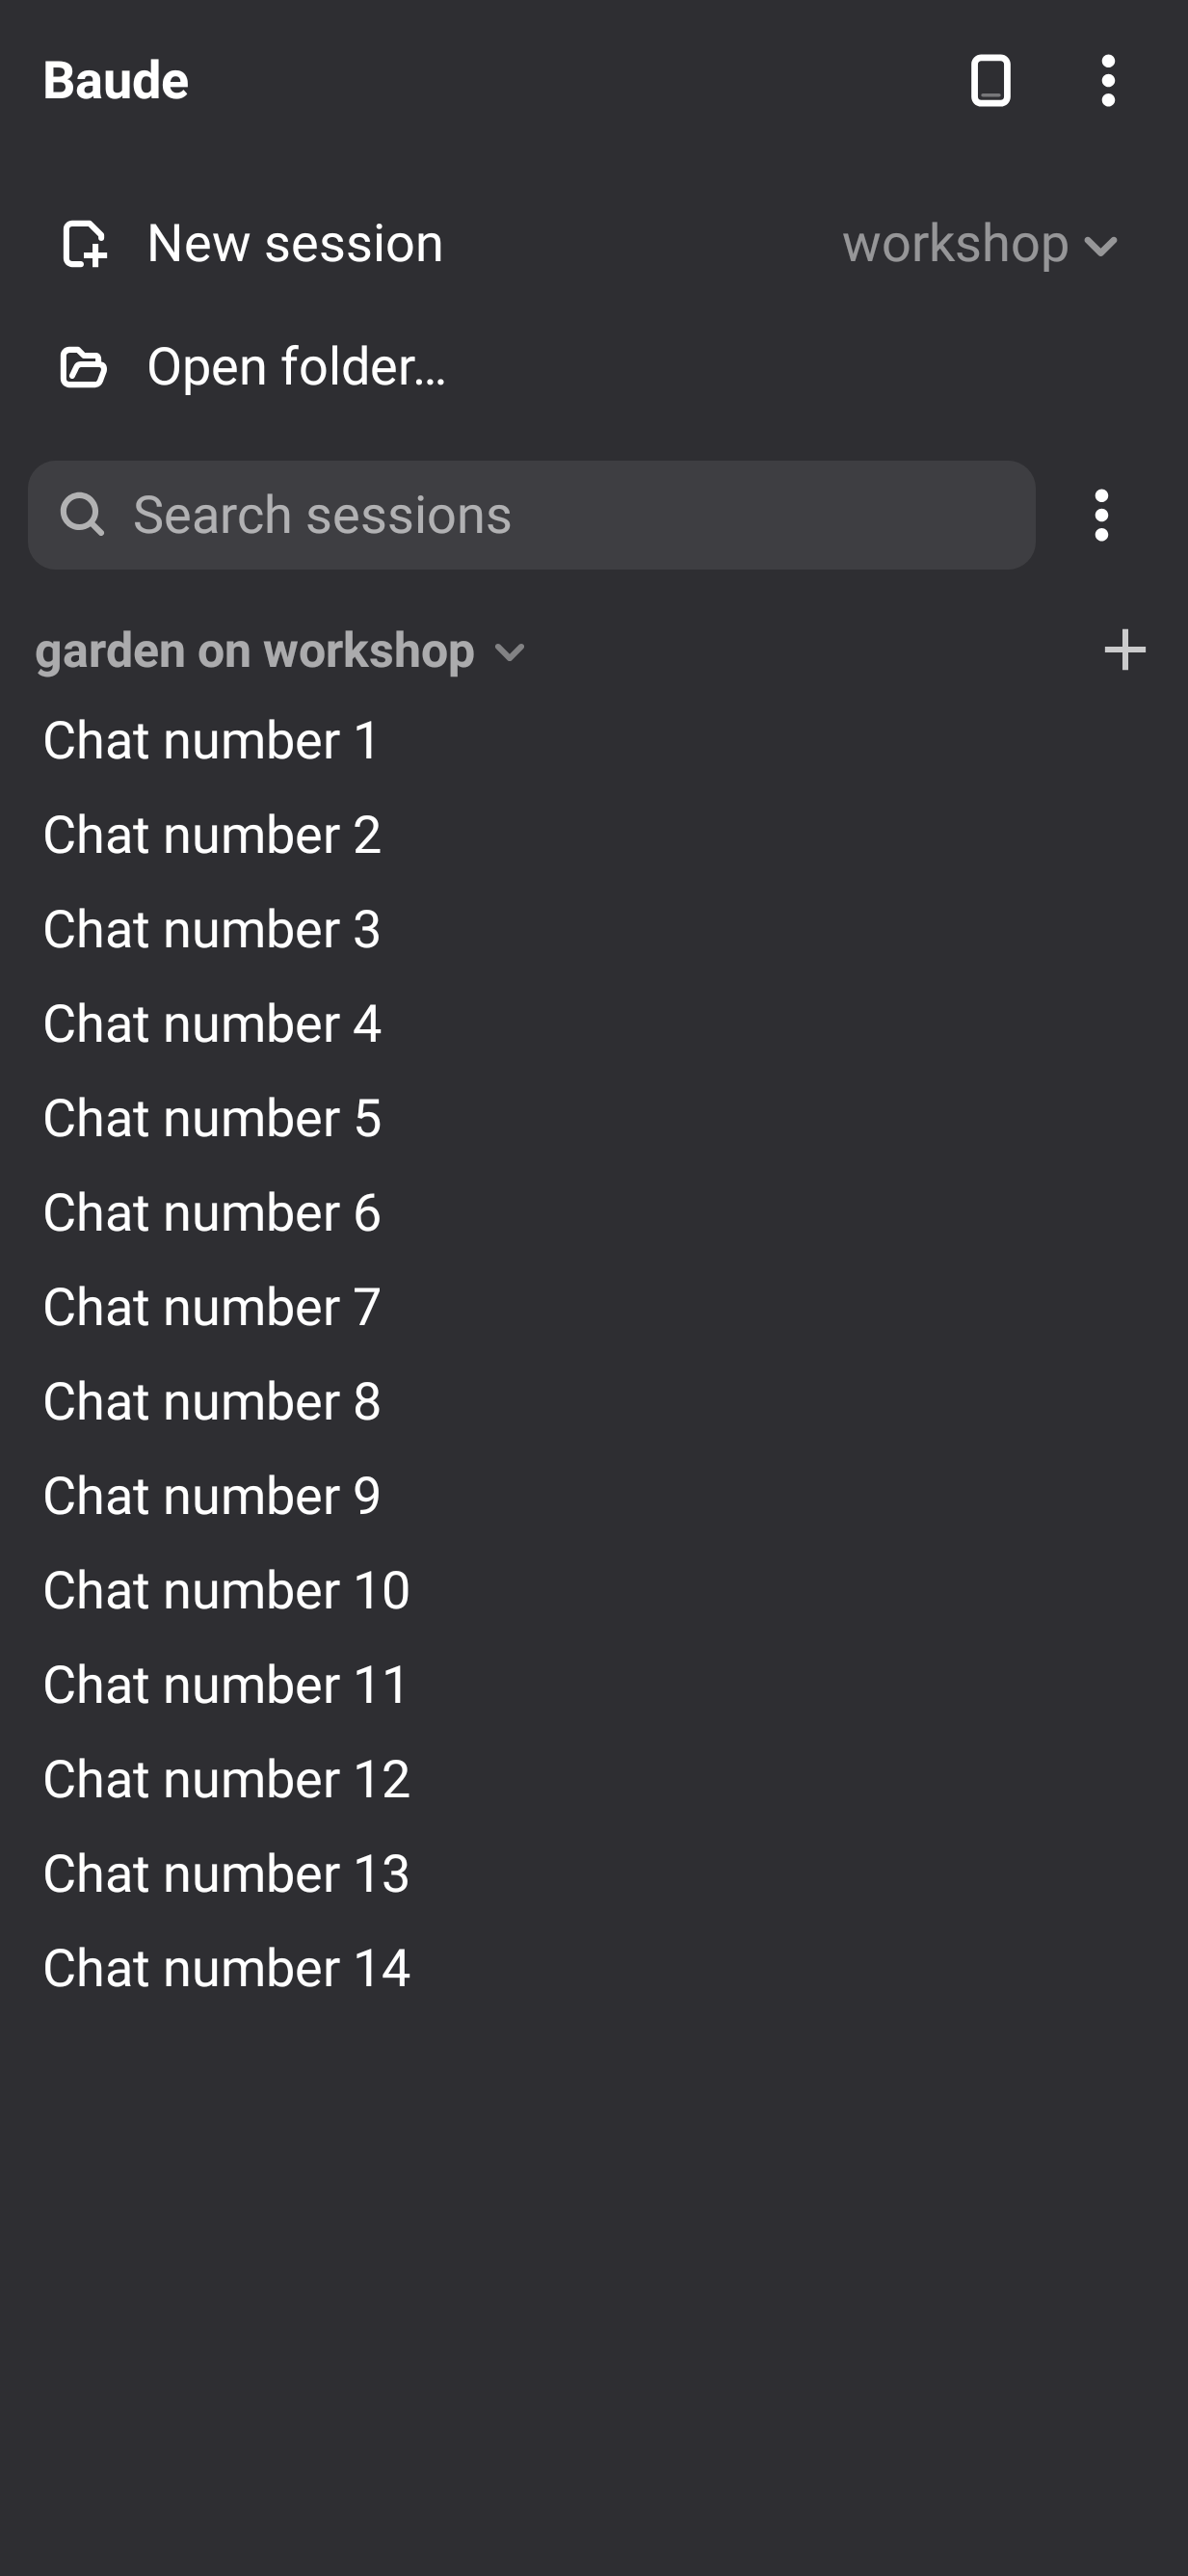 Baude
New session workshop
Open folder...
Search sessions
garden on workshop
Chat number 1
Chat number 2
Chat number 3
Chat number 4
Chat number 5
Chat number 6
Chat number 7
Chat number 8
Chat number 9
Chat number 10
Chat number 11
Chat number 12
Chat number 13
Chat number 14